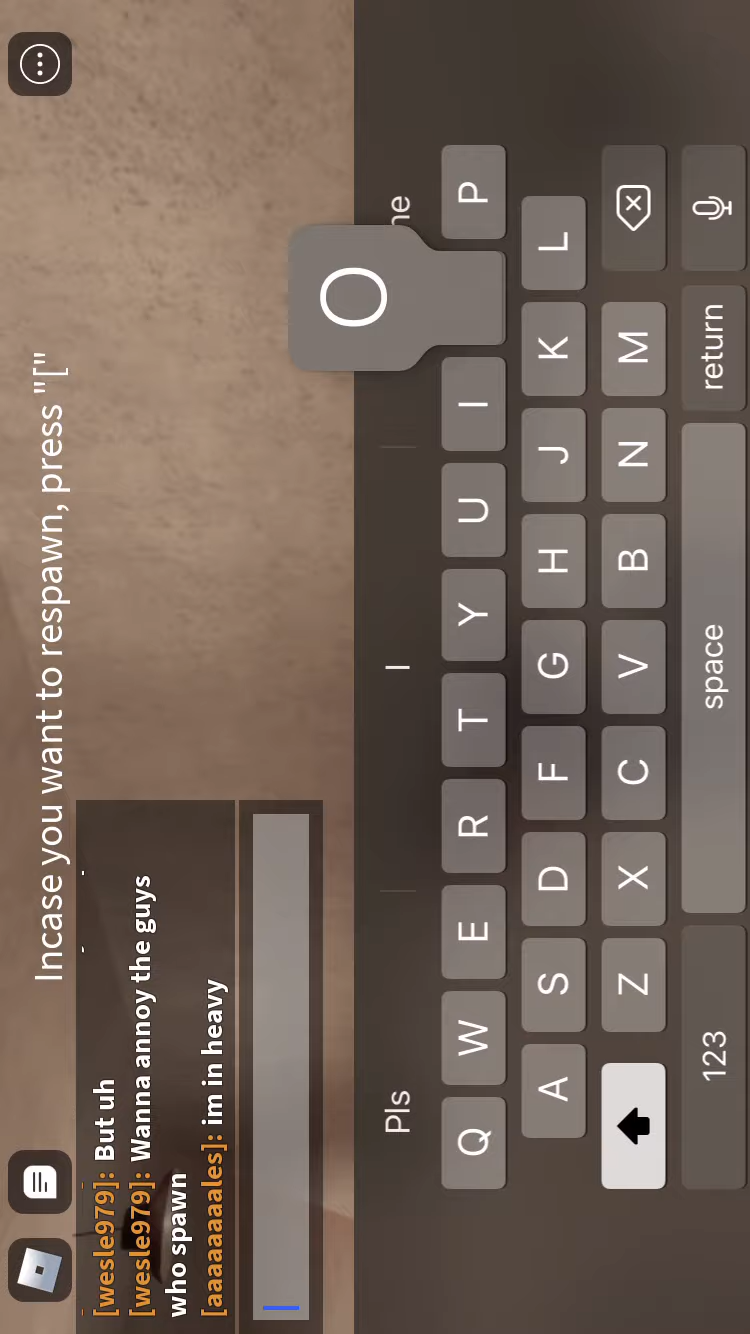 Incase you want to respawn, press "["
[wesle979]: But uh
[wesle979]: Wanna annoy the guys
who spawn
[aaaaaaaales]: im in heavy
Pls
I
Q W E R T Y U I O P
A S D F G H J K L
Z X C V B N M
123 space return